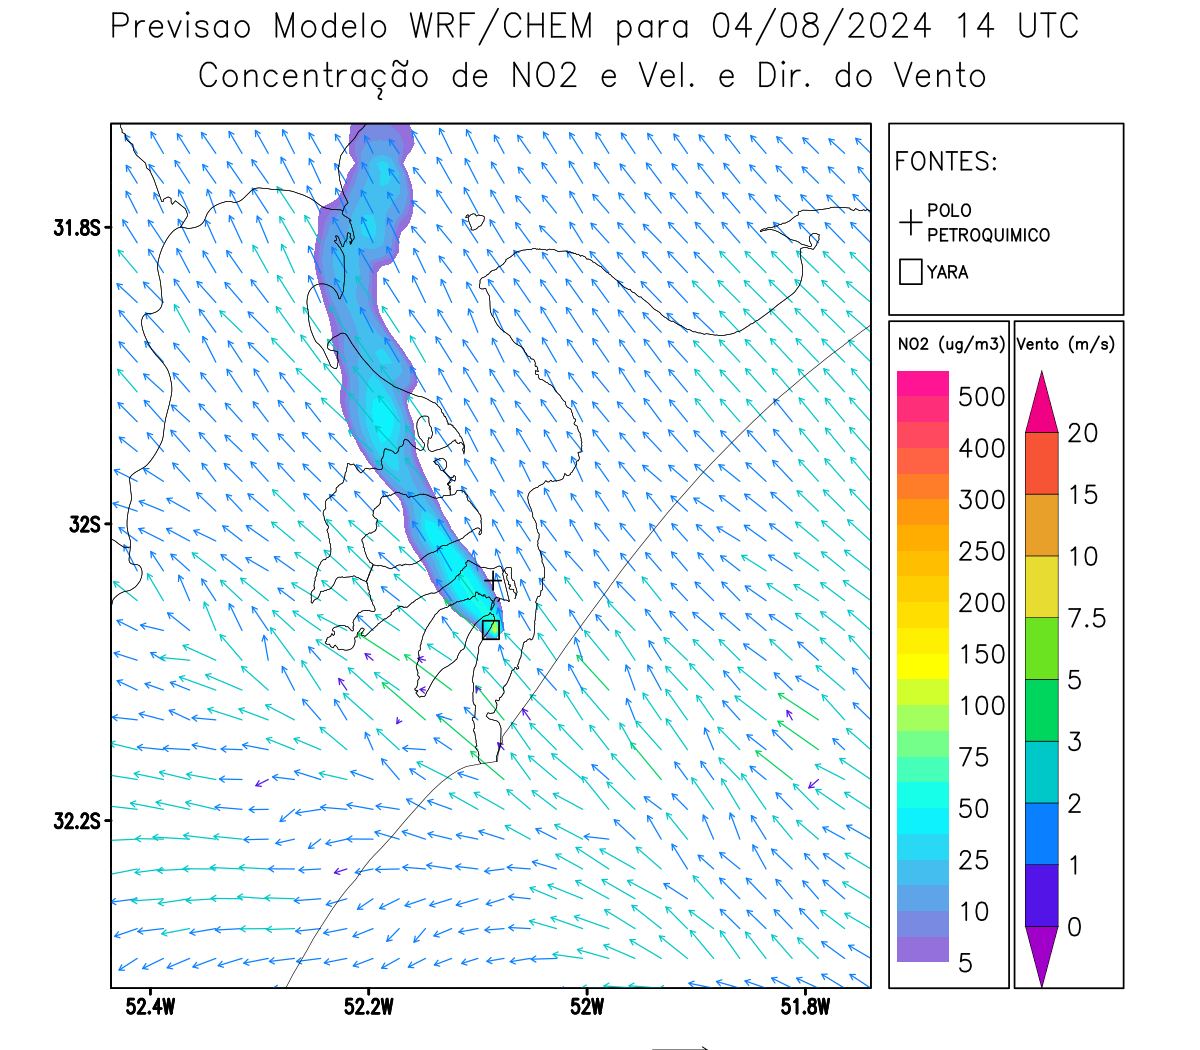 Previsao Modelo WRF/CHEM para 04/08/2024 14 UTC
Concentração de NO2 e Vel. e Dir. do Vento
FONTES:
POLO
PETROQUIMICO
YARA
NO2 (ug/m3)
500
400
300
250
200
150
100
75
50
25
10
5
Vento (m/s)
20
15
10
7.5
5
3
2
1
0
31.8S
32S
32.2S
52.4W
52.2W
52W
51.8W